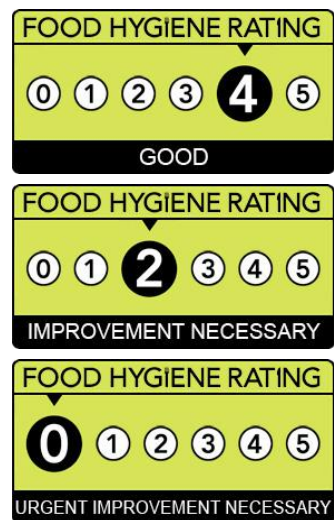 FOOD HYGIENE RATING
0 1 2 3 4 5
GOOD
FOOD HYGIENE RATING
0 1 2 3 4 5
IMPROVEMENT NECESSARY
FOOD HYGIENE RATING
0 1 2 3 4 5
URGENT IMPROVEMENT NECESSARY